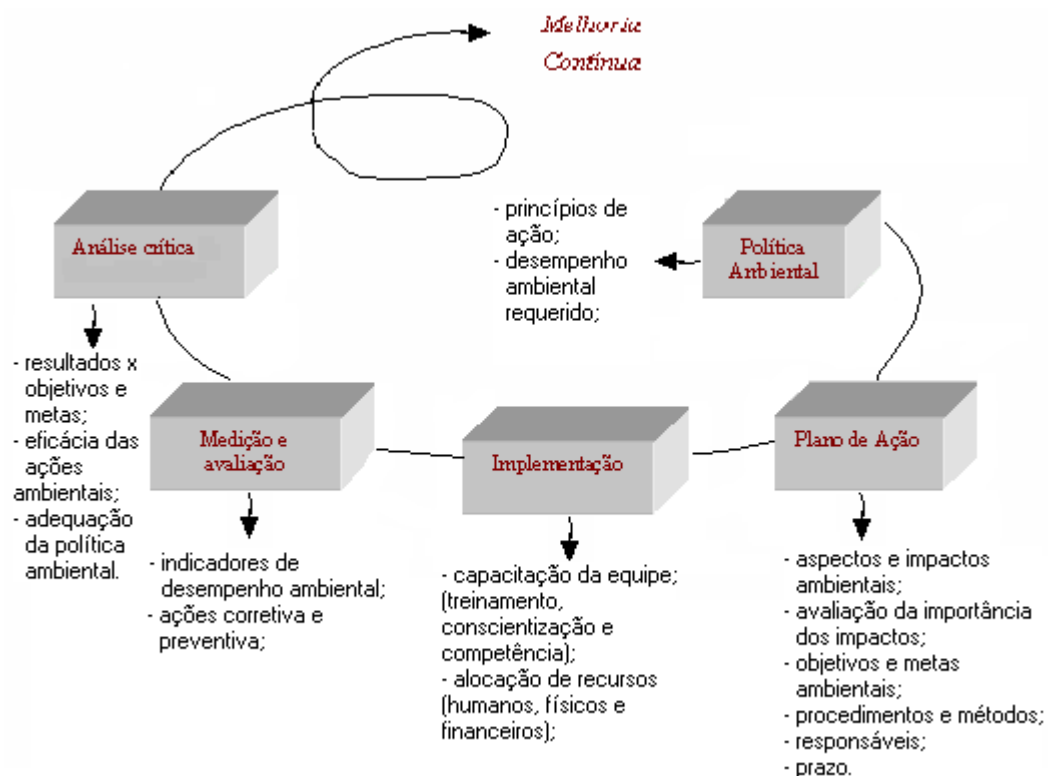 Melhoria
Contínua
Análise crítica
- princípios de
ação;
- desempenho
ambiental
requerido;
Política
Ambiental
- resultados x
objetivos e
metas;
- eficácia das
ações
ambientais;
- adequação
da política
ambiental.
Medição e
avaliação
Implementação
Plano de Ação
- indicadores de
desempenho ambiental;
- ações corretiva e
preventiva;
- capacitação da equipe;
(treinamento,
conscientização e
competência);
- alocação de recursos
(humanos, físicos e
financeiros);
- aspectos e impactos
ambientais;
- avaliação da importância
dos impactos;
- objetivos e metas
ambientais;
- procedimentos e métodos;
- responsáveis;
- prazo.